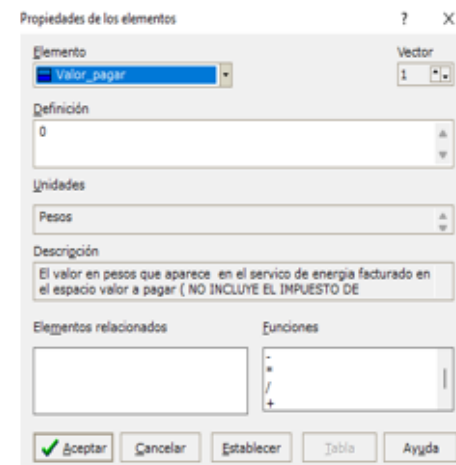 Propiedades de los elementos ? X
Elemento Vector
Valor_pagar 1
Definición
0
Unidades
Pesos
Descripción
El valor en pesos que aparece en el servico de energia facturado en
el espacio valor a pagar ( NO INCLUYE EL IMPUESTO DE
Elementos relacionados Funciones
-
*
/
+
Aceptar Cancelar Establecer Tabla Ayuda